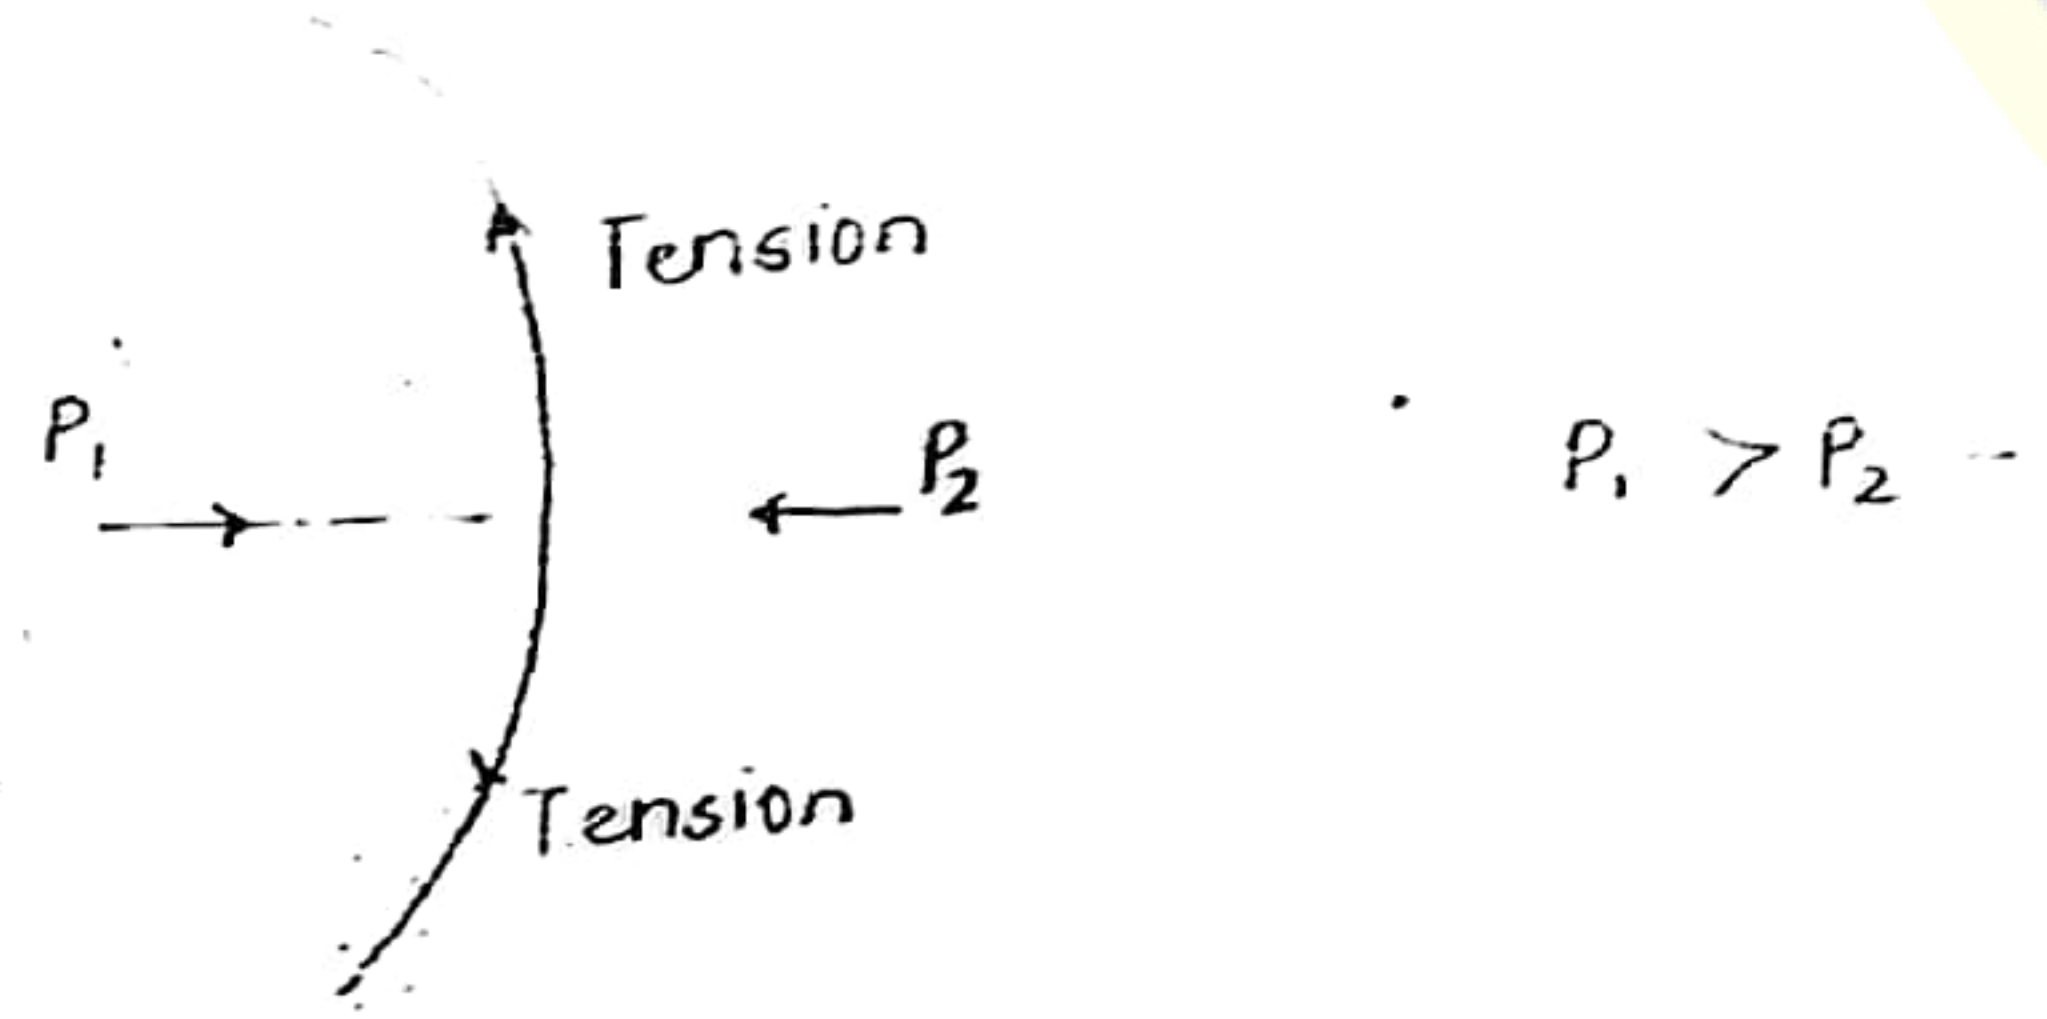 Tension
P₁
P₂
P₁ > P₂
Tension